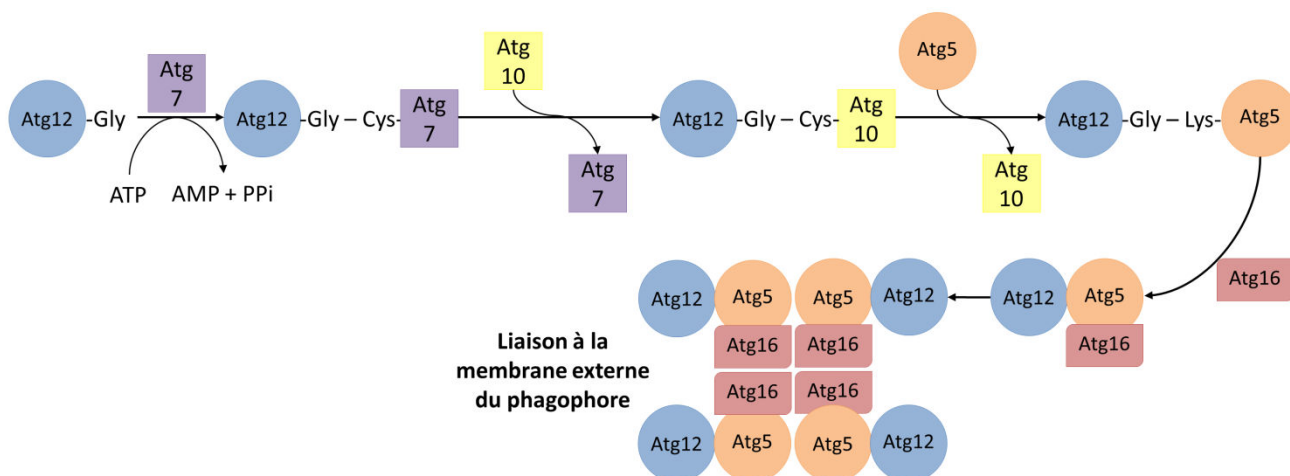 Atg12
-Gly
Atg
7
ATP
AMP + PPi
Atg12
-Gly – Cys-
Atg
7
Atg
10
Atg
7
Atg12
-Gly – Cys-
Atg
10
Atg5
Atg
10
Atg12
-Gly – Lys-
Atg5
Atg16
Atg12
Atg5
Atg16
Atg12
Atg5
Atg5
Atg12
Atg16
Atg16
Atg16
Atg16
Atg12
Atg5
Atg5
Atg12
Liaison à la
membrane externe
du phagophore